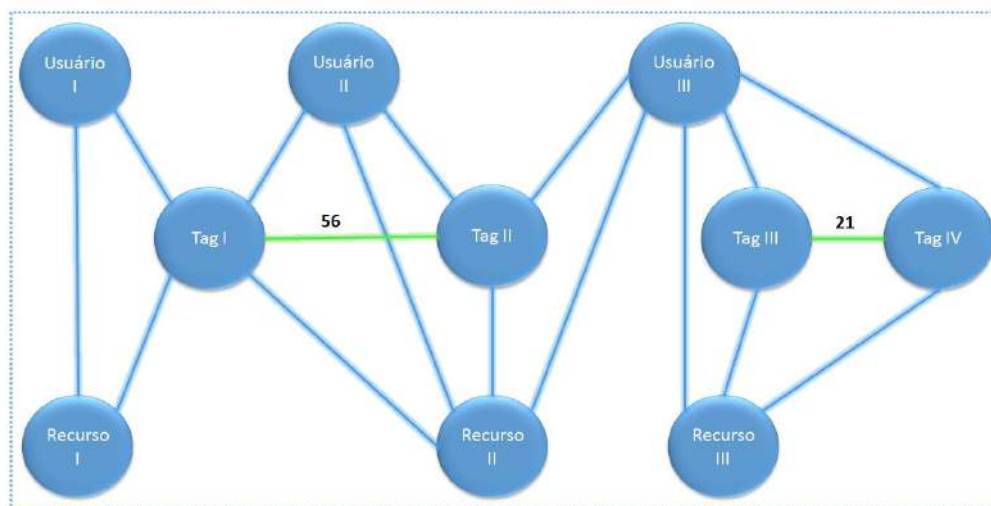 Usuário
I
Usuário
II
Usuário
III
Tag I
56
Tag II
Tag III
21
Tag IV
Recurso
I
Recurso
II
Recurso
III